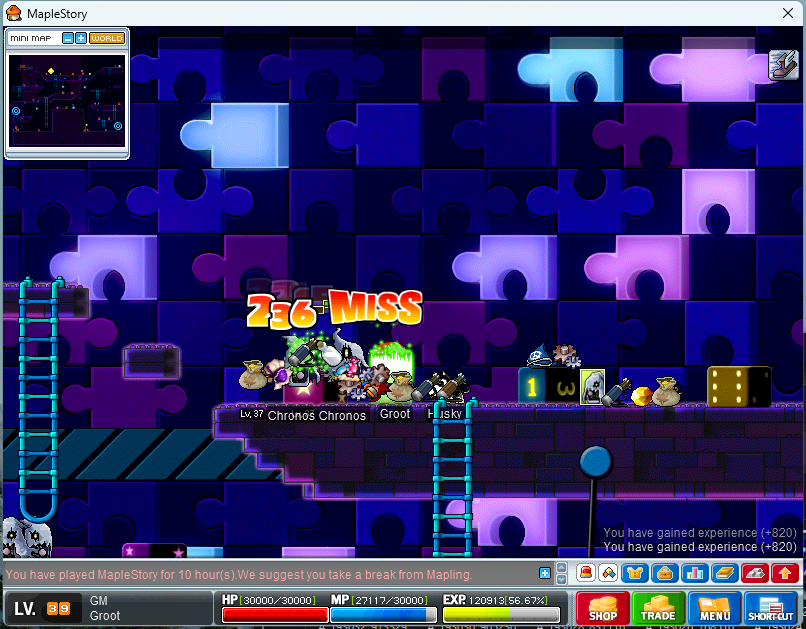 MapleStory
MINI MAP
WORLD
236 MISS
Lv. 37 Chronos Chronos
Groot
Husky
1
3
You have gained experience (+820)
You have gained experience (+820)
You have played MapleStory for 10 hour(s).We suggest you take a break from Mapling.
LV. 39
GM
Groot
HP[30000/30000]
MP[27117/30000]
EXP 120913[56.67%]
SHOP
TRADE
MENU
SHORT CUT